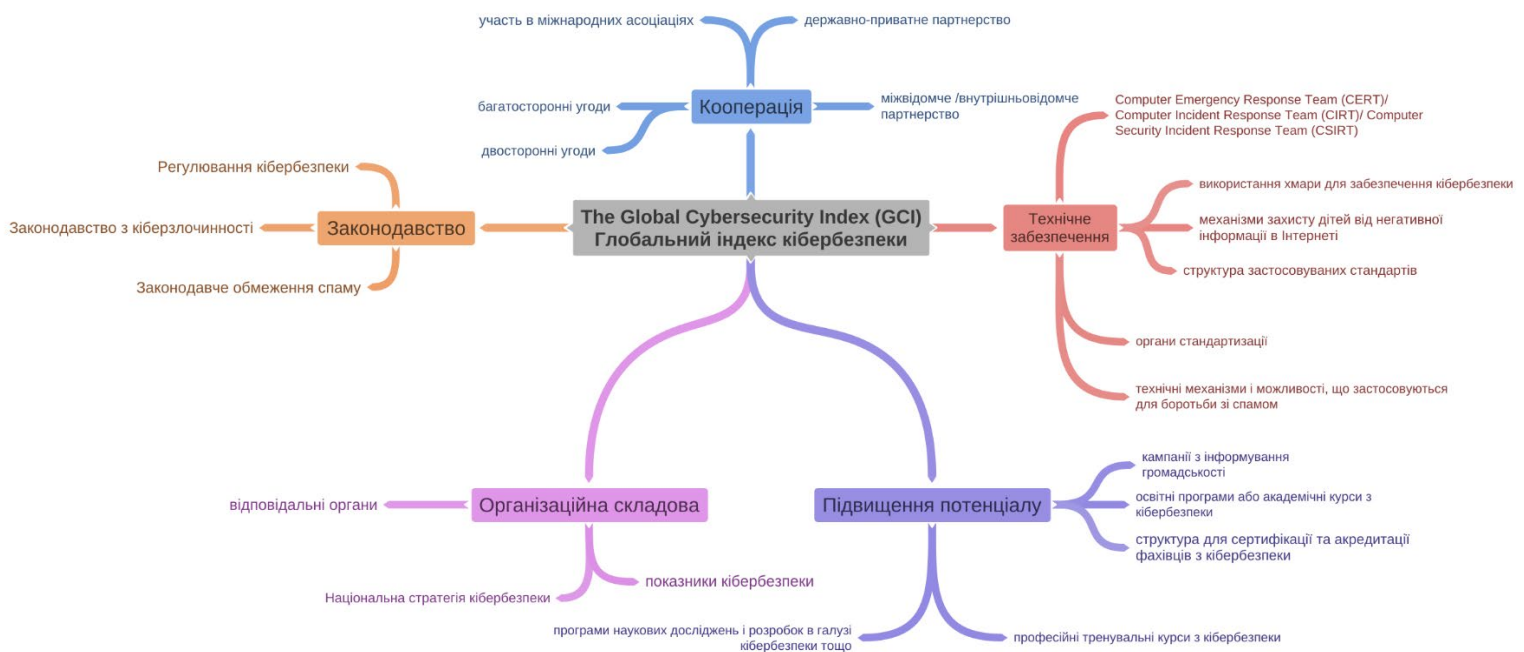 участь в міжнародних асоціаціях
державно-приватне партнерство
Кооперація
багатосторонні угоди
міжвідомче /внутрішньовідомче
партнерство
двосторонні угоди
Computer Emergency Response Team (CERT)/
Computer Incident Response Team (CIRT)/ Computer
Security Incident Response Team (CSIRT)
Регулювання кібербезпеки
Законодавство з кіберзлочинності
Законодавство
Законодавче обмеження спаму
The Global Cybersecurity Index (GCI)
Глобальний індекс кібербезпеки
Технічне
забезпечення
використання хмари для забезпечення кібербезпеки
механізми захисту дітей від негативної
інформації в Інтернеті
структура застосовуваних стандартів
органи стандартизації
технічні механізми і можливості, що застосовуються
для боротьби зі спамом
відповідальні органи
Організаційна складова
показники кібербезпеки
Національна стратегія кібербезпеки
Підвищення потенціалу
кампанії з інформування
громадськості
освітні програми або академічні курси з
кібербезпеки
структура для сертифікації та акредитації
фахівців з кібербезпеки
програми наукових досліджень і розробок в галузі
кібербезпеки тощо
професійні тренувальні курси з кібербезпеки